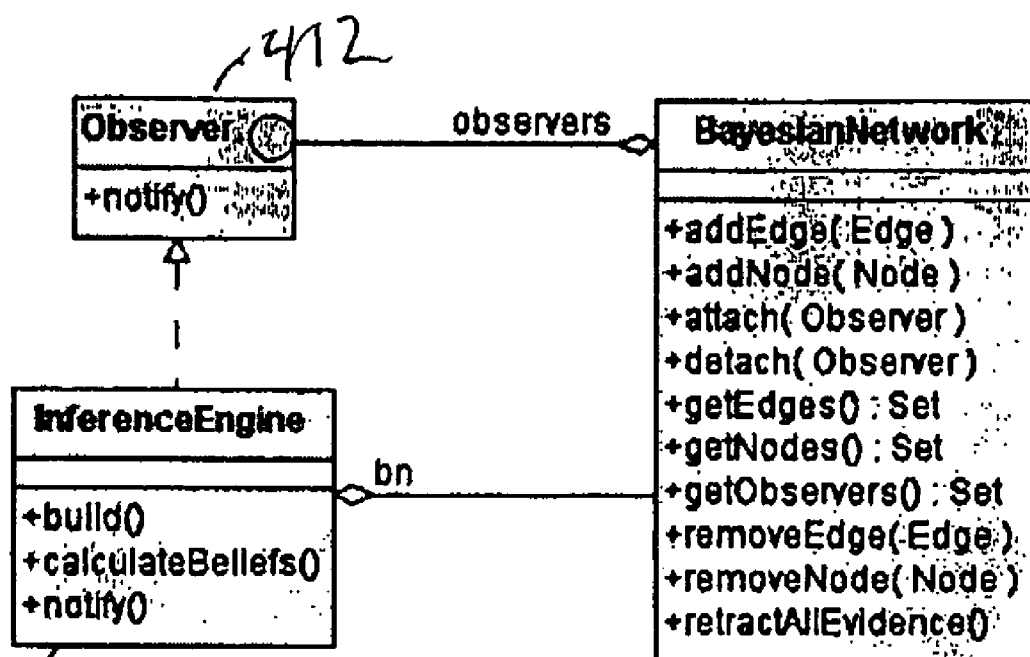 412
Observer
+notify()
observers
BayesianNetwork
+addEdge( Edge )
+addNode( Node )
+attach( Observer )
+detach( Observer )
+getEdges() : Set
+getNodes() : Set
+getObservers() : Set
+removeEdge( Edge )
+removeNode( Node )
+retractAllEvidence()
InferenceEngine
+build()
+calculateBeliefs()
+notify()
bn